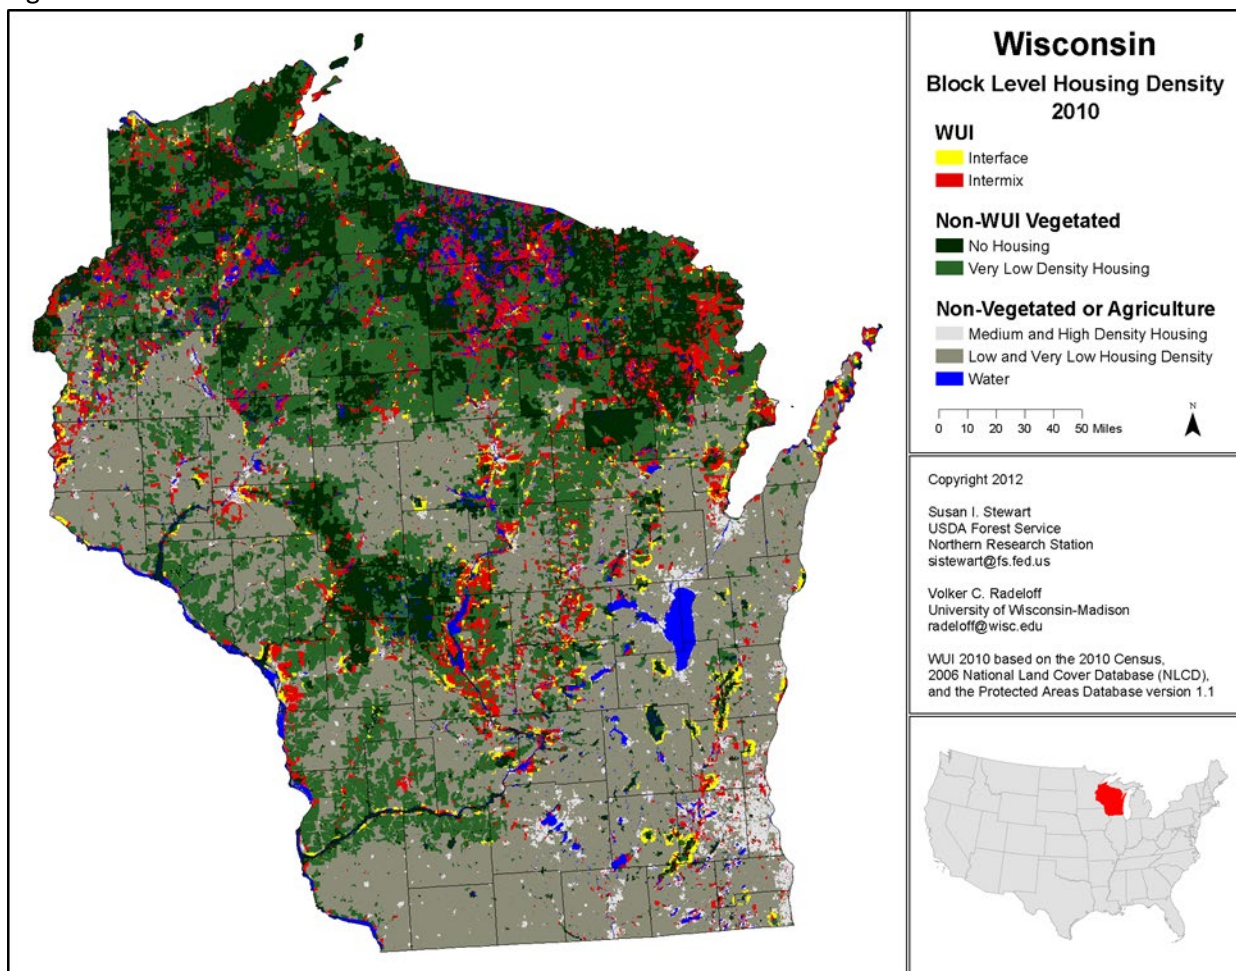 Wisconsin
Block Level Housing Density
2010
WUI
Interface
Intermix
Non-WUI Vegetated
No Housing
Very Low Density Housing
Non-Vegetated or Agriculture
Medium and High Density Housing
Low and Very Low Housing Density
Water
N
0 10 20 30 40 50 Miles
Copyright 2012
Susan I. Stewart
USDA Forest Service
Northern Research Station
sistewart@fs.fed.us
Volker C. Radeloff
University of Wisconsin-Madison
radeloff@wisc.edu
WUI 2010 based on the 2010 Census,
2006 National Land Cover Database (NLCD),
and the Protected Areas Database version 1.1